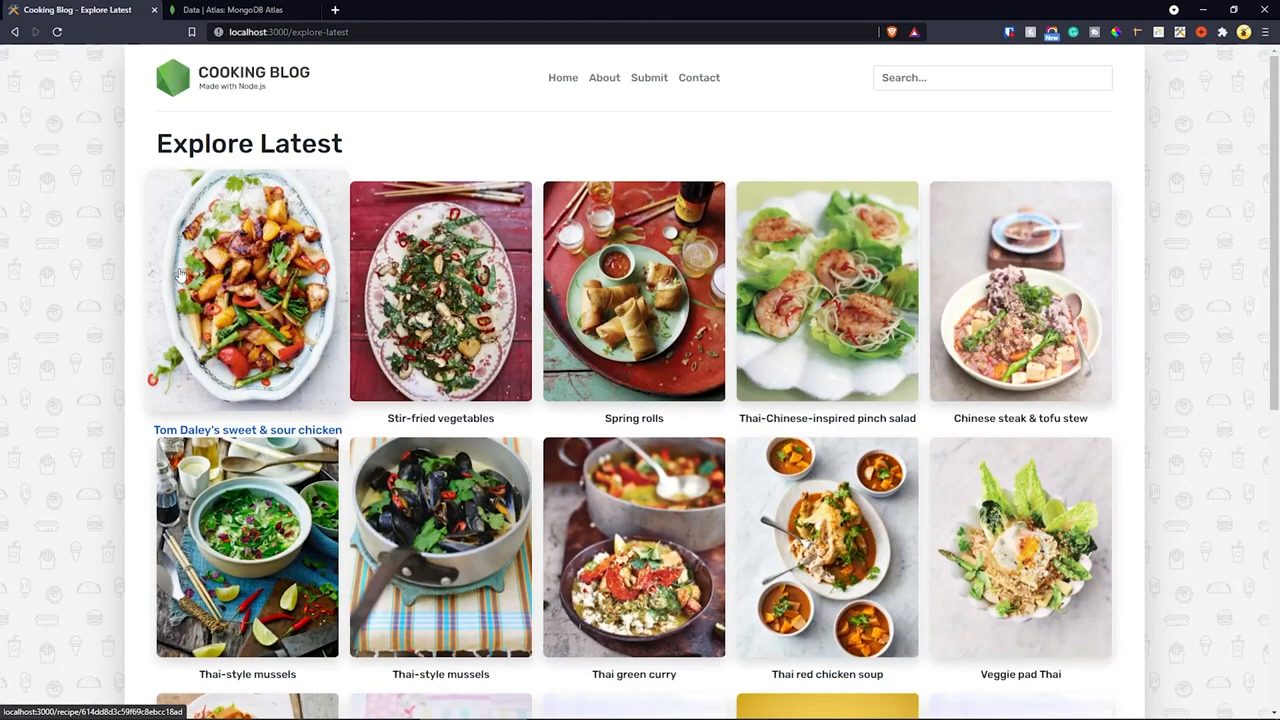 Cooking Blog - Explore Latest
Data | Atlas: MongoDB Atlas
localhost:3000/explore-latest
New
COOKING BLOG
Made with Node.js
Home About Submit Contact
Search...
Explore Latest
Tom Daley's sweet & sour chicken
Stir-fried vegetables
Spring rolls
Thai-Chinese-inspired pinch salad
Chinese steak & tofu stew
Thai-style mussels
Thai-style mussels
Thai green curry
Thai red chicken soup
Veggie pad Thai
localhost:3000/recipe/614dd8d3c59f69c8ebcc18ad